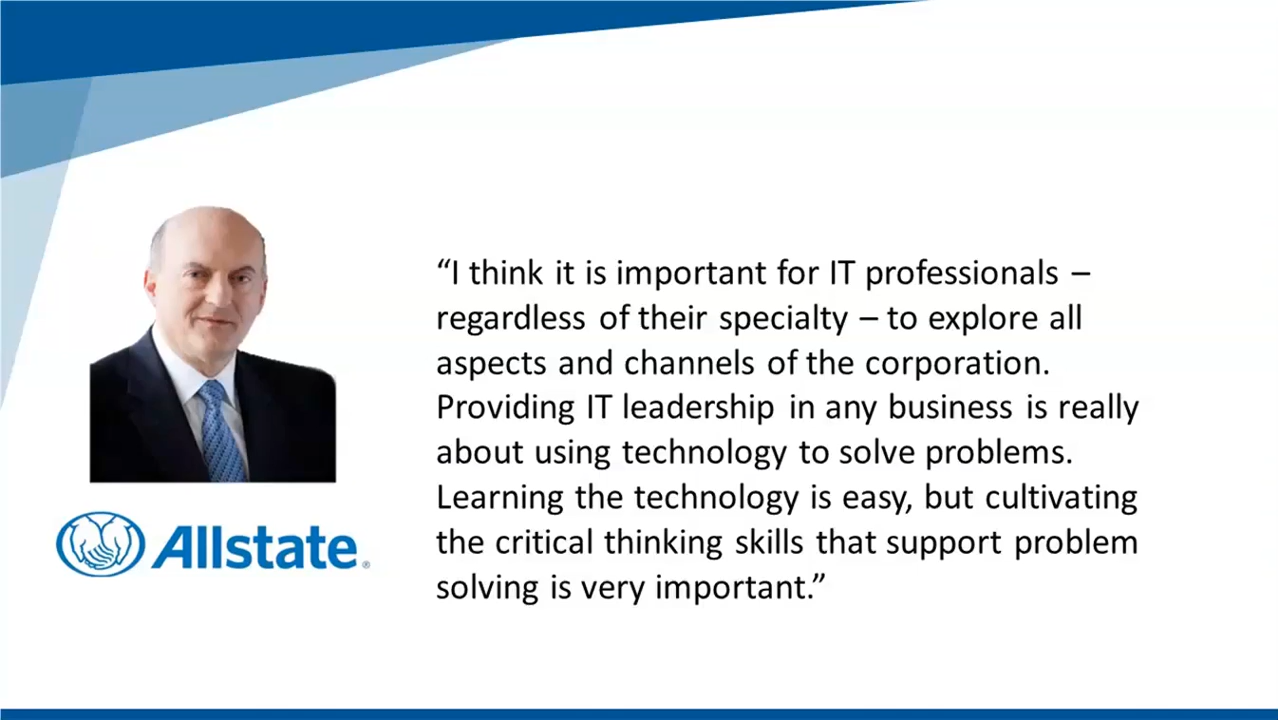 “I think it is important for IT professionals –
regardless of their specialty – to explore all
aspects and channels of the corporation.
Providing IT leadership in any business is really
about using technology to solve problems.
Learning the technology is easy, but cultivating
the critical thinking skills that support problem
solving is very important.”
Allstate®